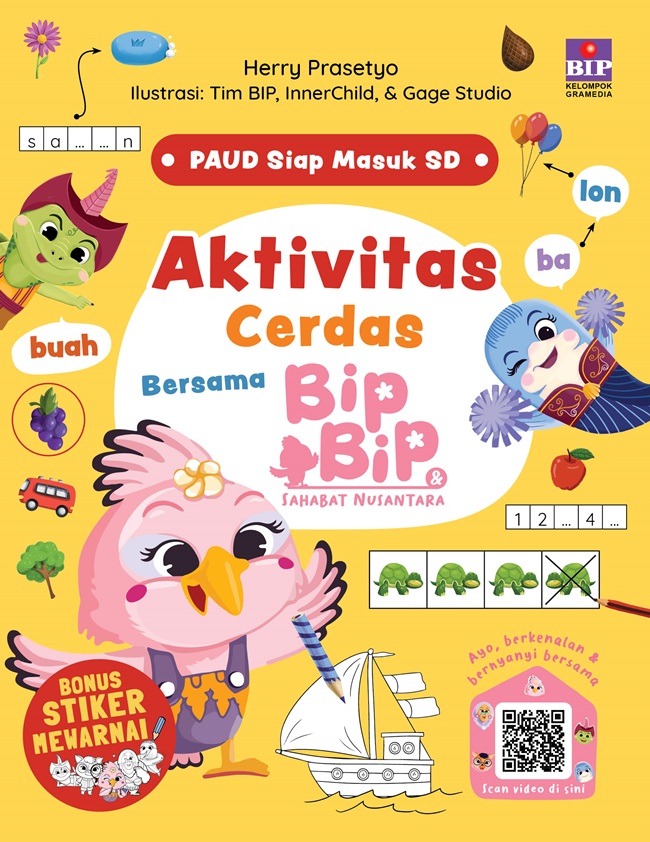 Herry Prasetyo
Ilustrasi: Tim BIP, InnerChild, & Gage Studio
BIP
KELOMPOK
GRAMEDIA
s a ... ... n
PAUD Siap Masuk SD
lon
ba
Aktivitas
Cerdas
Bersama
Bip
BiP
&
SAHABAT NUSANTARA
buah
1 2 ... 4 ...
Ayo, berkenalan &
bernyanyi bersama
Scan video di sini
BONUS
STIKER
MEWARNAI